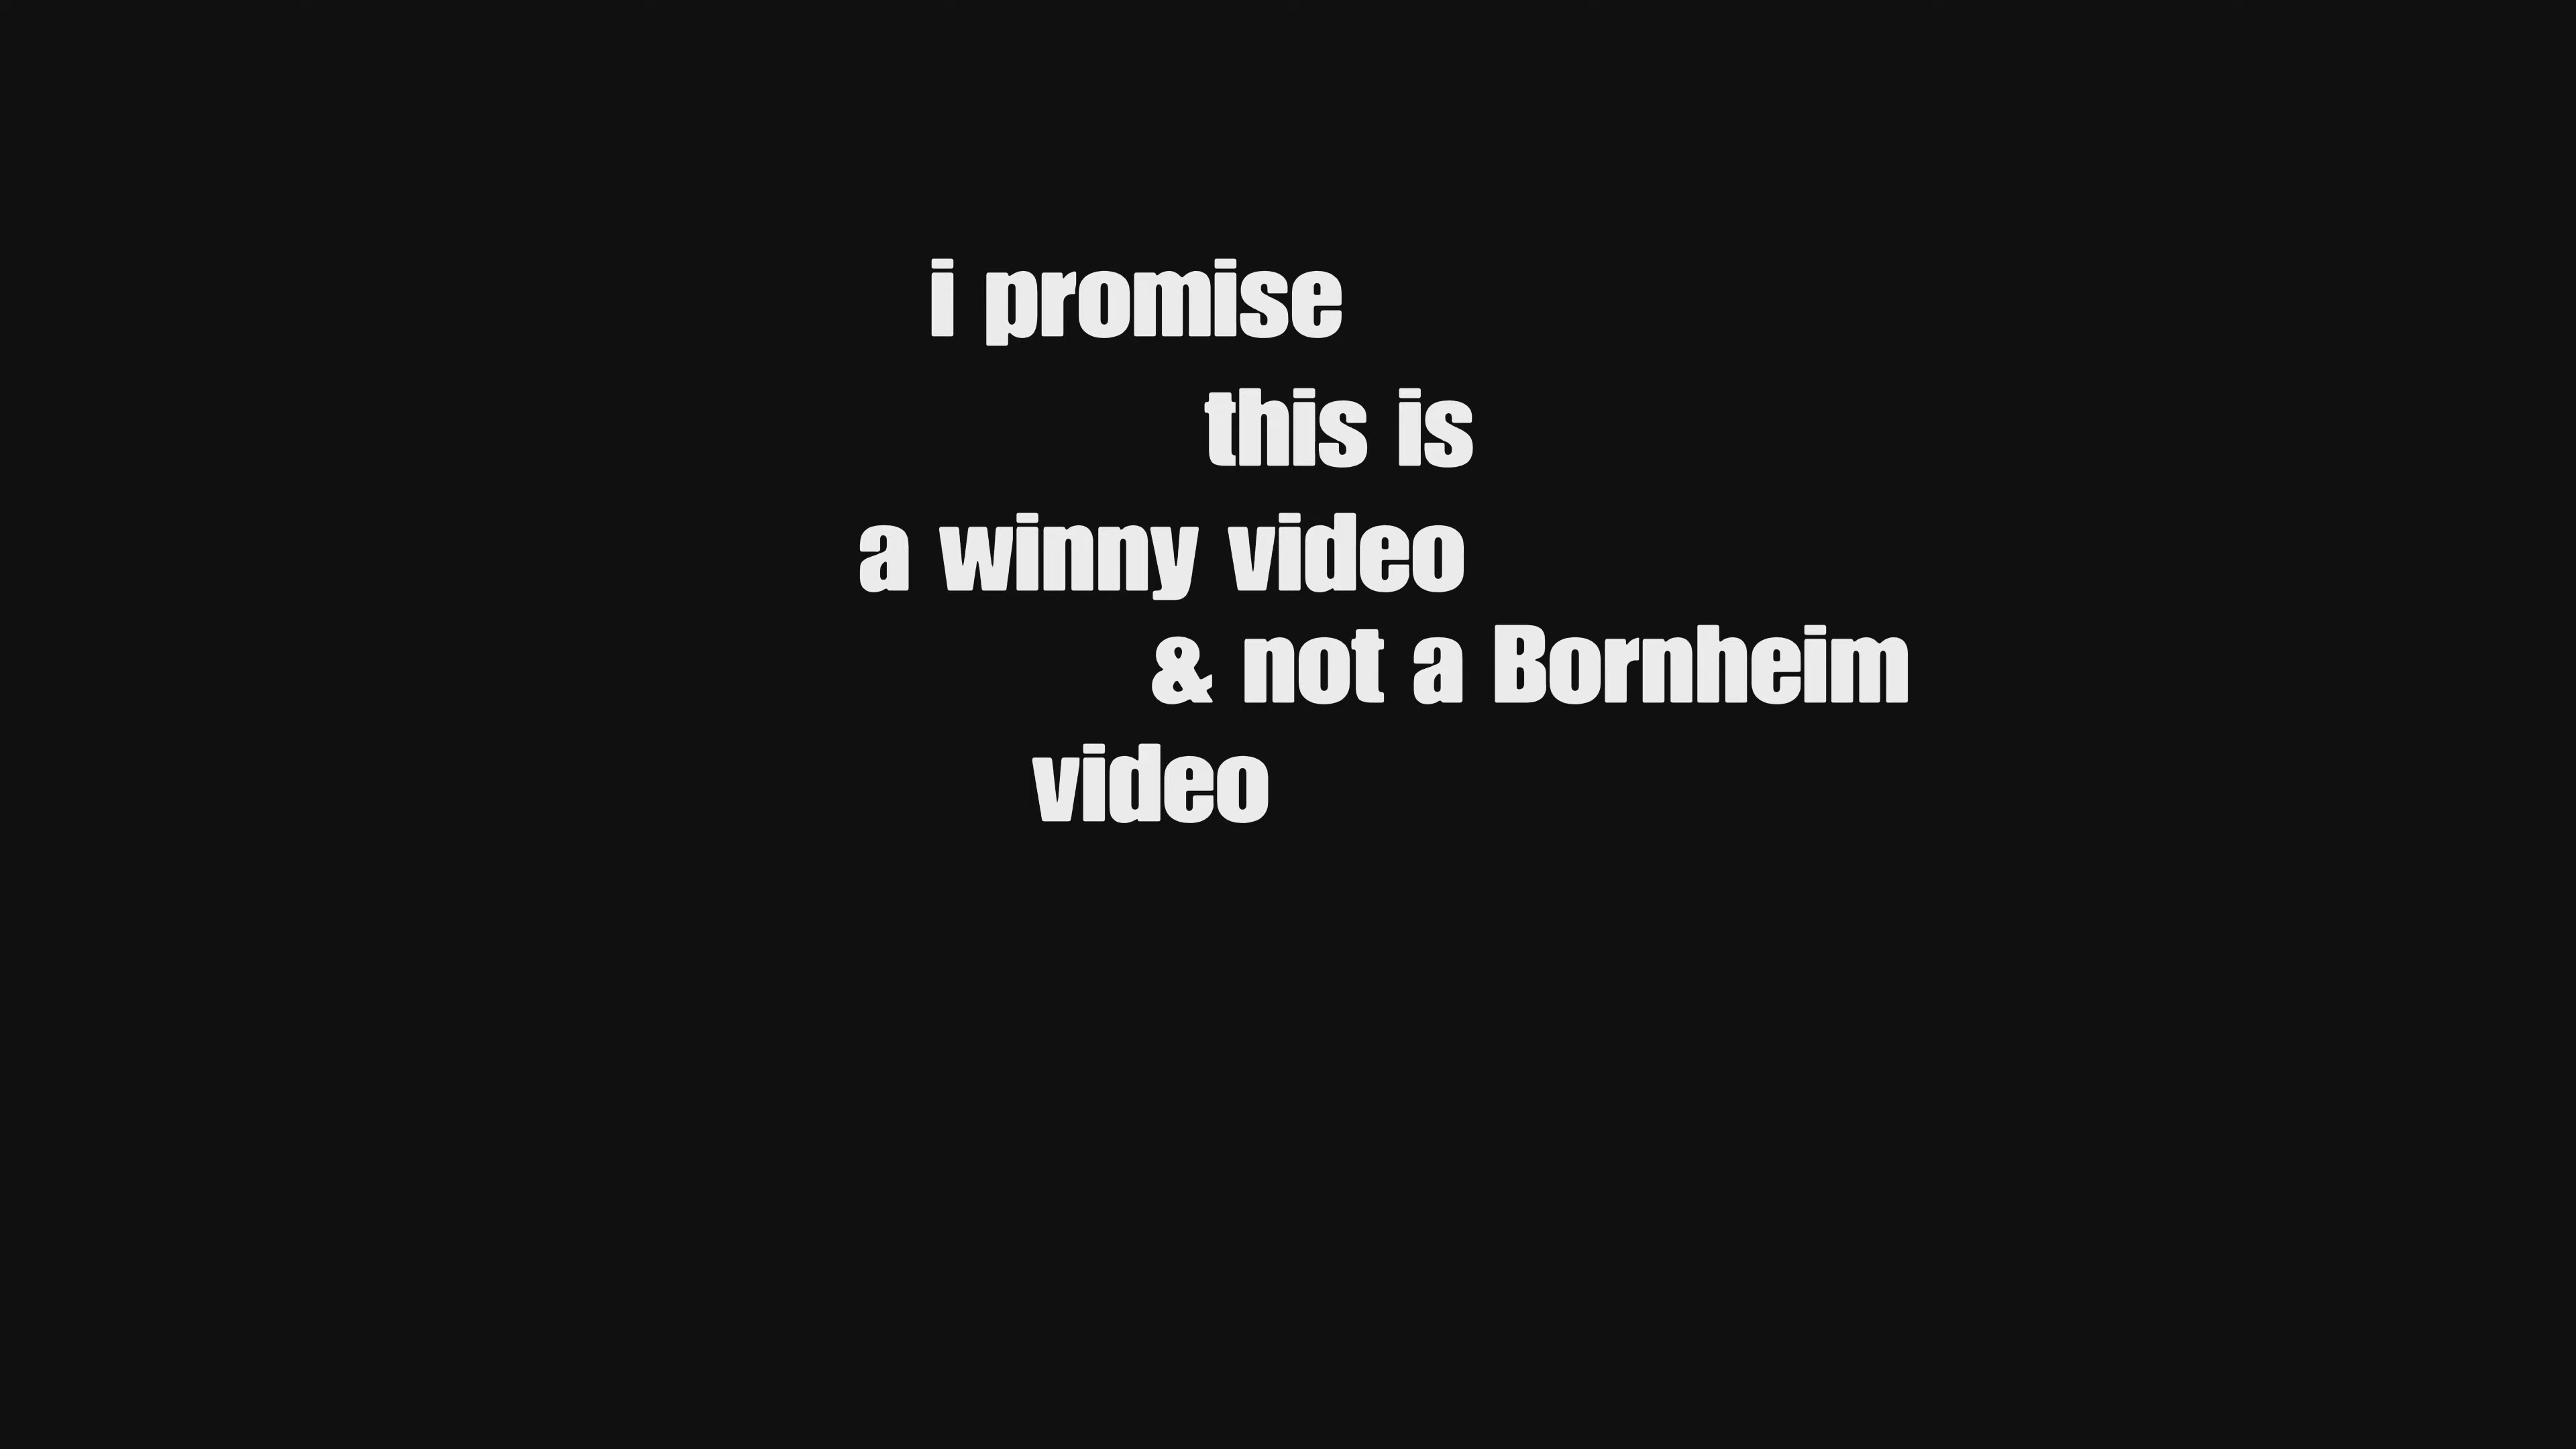 i promise
this is
a winny video
& not a Bornheim
video